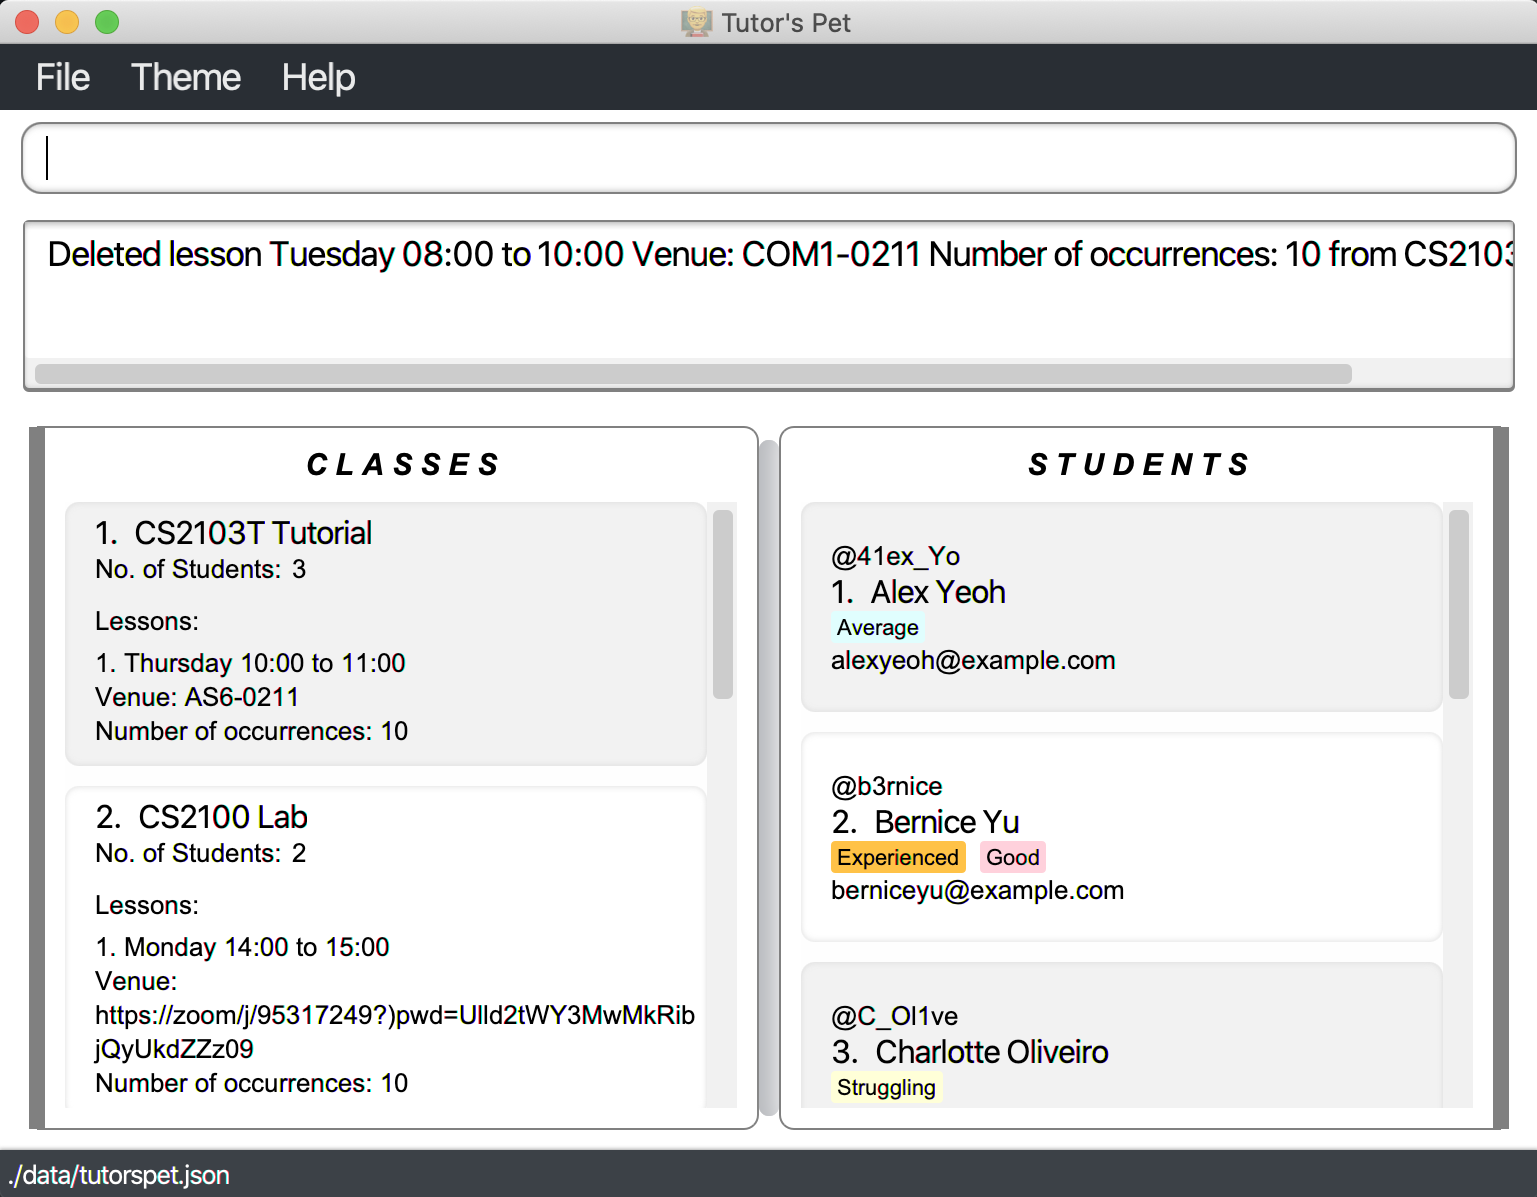 Tutor's Pet
File Theme Help
Deleted lesson Tuesday 08:00 to 10:00 Venue: COM1-0211 Number of occurrences: 10 from CS2103
CLASSES
1. CS2103T Tutorial
No. of Students: 3
Lessons:
1. Thursday 10:00 to 11:00
Venue: AS6-0211
Number of occurrences: 10
2. CS2100 Lab
No. of Students: 2
Lessons:
1. Monday 14:00 to 15:00
Venue:
https://zoom/j/95317249?)pwd=Ulld2tWY3MwMkRib
jQyUkdZZz09
Number of occurrences: 10
STUDENTS
@41ex_Yo
1. Alex Yeoh
Average
alexyeoh@example.com
@b3rnice
2. Bernice Yu
Experienced Good
berniceyu@example.com
@C_Ol1ve
3. Charlotte Oliveiro
Struggling
./data/tutorspet.json